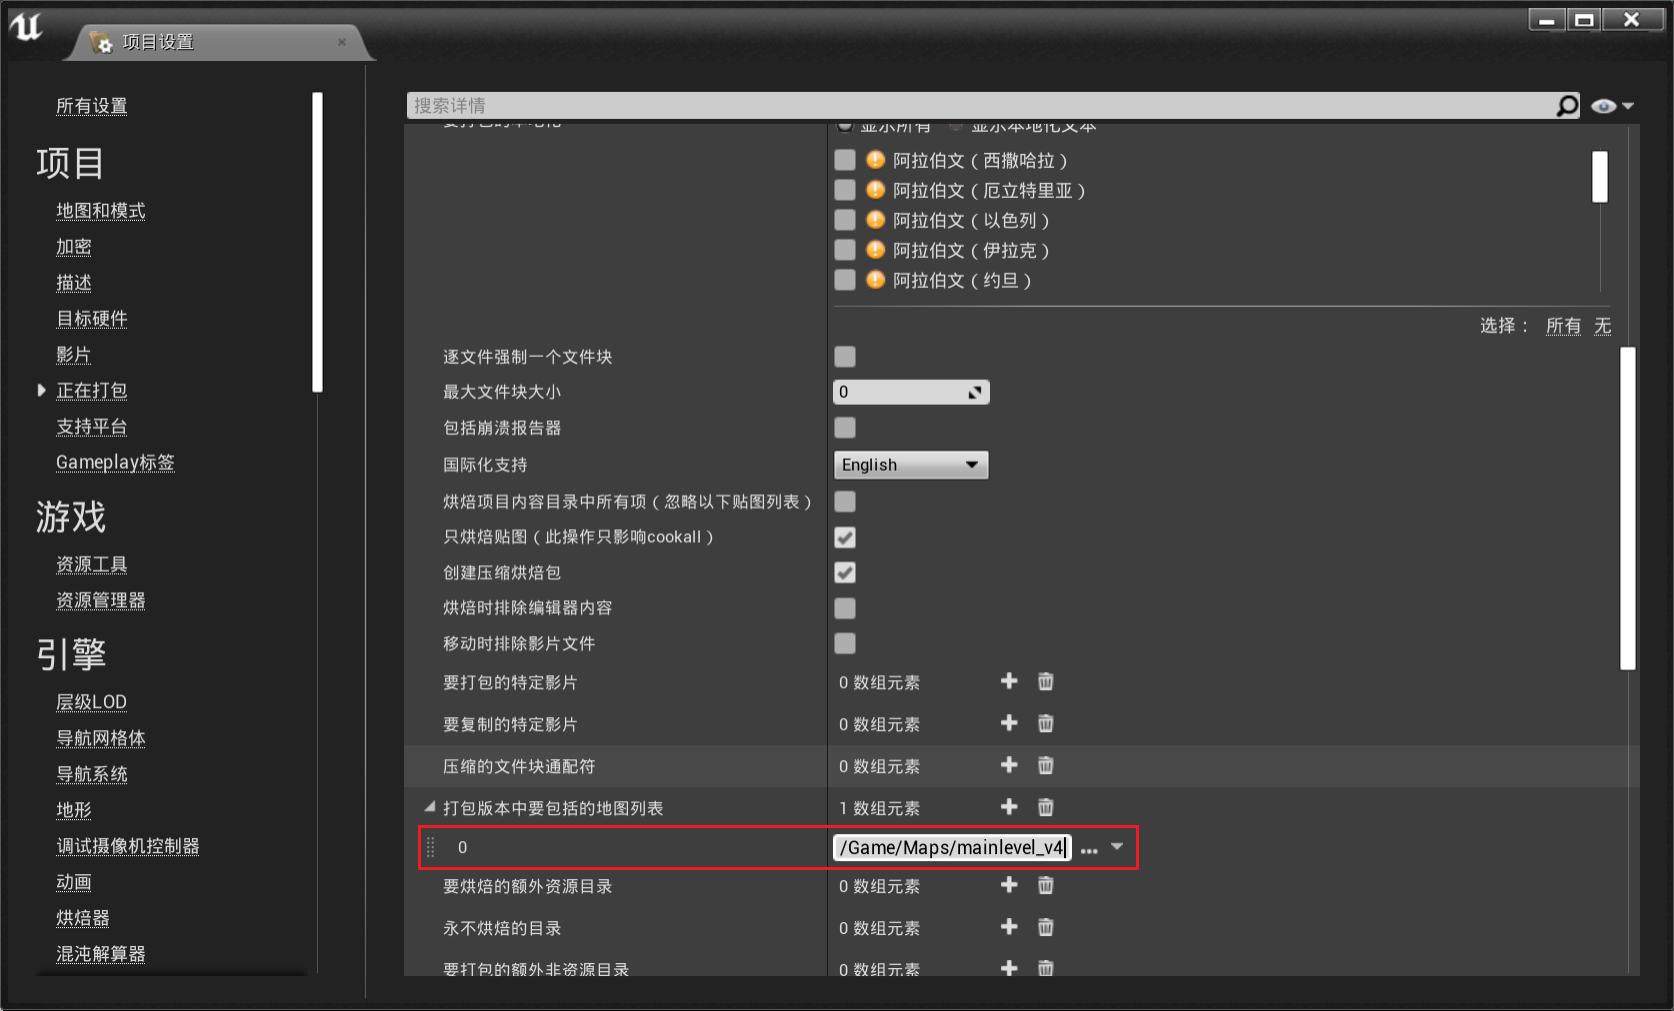 项目设置
所有设置
项目
地图和模式
加密
描述
目标硬件
影片
正在打包
支持平台
Gameplay标签
游戏
资源工具
资源管理器
引擎
层级LOD
导航网格体
导航系统
地形
调试摄像机控制器
动画
烘焙器
混沌解算器
搜索详情
要打包的本地化
显示所有 显示本地化文本
阿拉伯文（西撒哈拉）
阿拉伯文（厄立特里亚）
阿拉伯文（以色列）
阿拉伯文（伊拉克）
阿拉伯文（约旦）
选择： 所有 无
逐文件强制一个文件块
最大文件块大小 0
包括崩溃报告器
国际化支持 English
烘焙项目内容目录中所有项（忽略以下贴图列表）
只烘焙贴图（此操作只影响cookall）
创建压缩烘焙包
烘焙时排除编辑器内容
移动时排除影片文件
要打包的特定影片 0 数组元素
要复制的特定影片 0 数组元素
压缩的文件块通配符 0 数组元素
打包版本中要包括的地图列表 1 数组元素
0 /Game/Maps/mainlevel_v4 ...
要烘焙的额外资源目录 0 数组元素
永不烘焙的目录 0 数组元素
要打包的额外非资源目录 0 数组元素